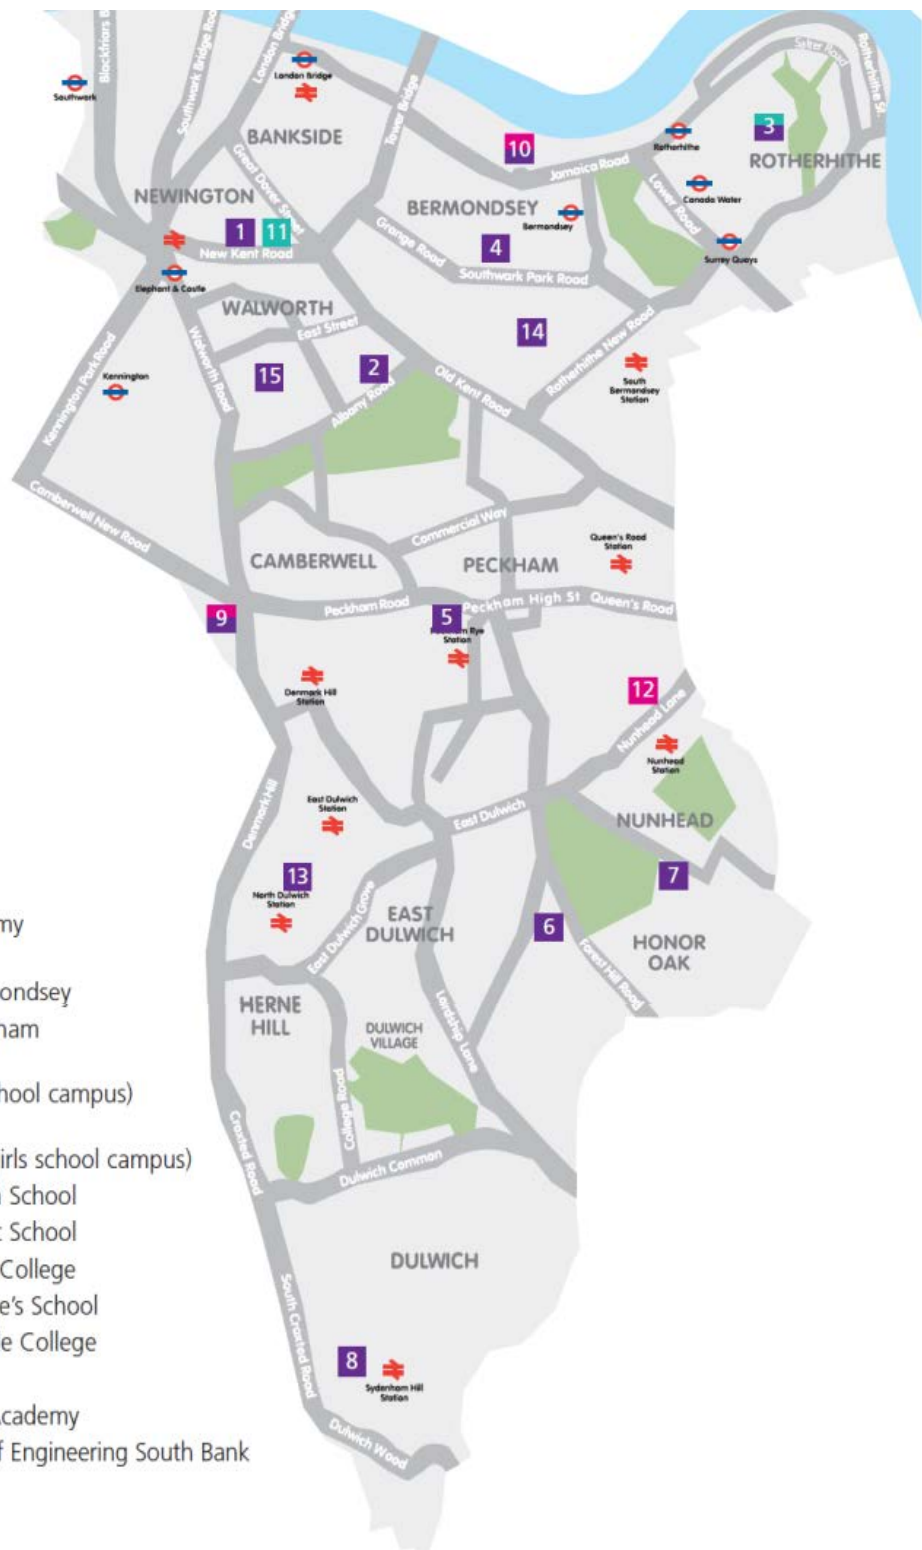 Blackfriars B
Southwark Bridge Roa
London Bridg
Tower Bridge
Salter Road
Rotherhithe St.
Southwark
London Bridge
BANKSIDE
Great Dover Street
10
Jamaica Road
Rotherhithe
3
ROTHERHITHE
Lower Road
Canada Water
NEWINGTON
BERMONDSEY
Bermondsey
1
11
New Kent Road
Grange Road
4
Surrey Quays
Southwark Park Road
Elephant & Castle
WALWORTH
East Street
14
Rotherhithe New Road
Kennington Park Road
Walworth Road
Kennington
15
2
Albany Road
Old Kent Road
South
Bermondsey
Station
Camberwell New Road
Commercial Way
Queen's Road
Station
CAMBERWELL
PECKHAM
Peckham Road
Peckham High St
Queen's Road
9
5
m Rye
Station
Denmark Hill
Station
12
Nunhead Lane
Nunhead
Station
Denmark Hill
East Dulwich
Station
East Dulwich
NUNHEAD
13
North Dulwich
Station
7
East Dulwich Grove
EAST
DULWICH
6
Forest Hill Road
HONOR
OAK
my
HERNE
HILL
ondsey
DULWICH
VILLAGE
Lordship Lane
ham
College Road
hool campus)
Croxted Road
irls school campus)
Dulwich Common
School
School
College
DULWICH
e's School
le College
South Croxted Road
8
Sydenham Hill
Station
Academy
Dulwich Wood
f Engineering South Bank